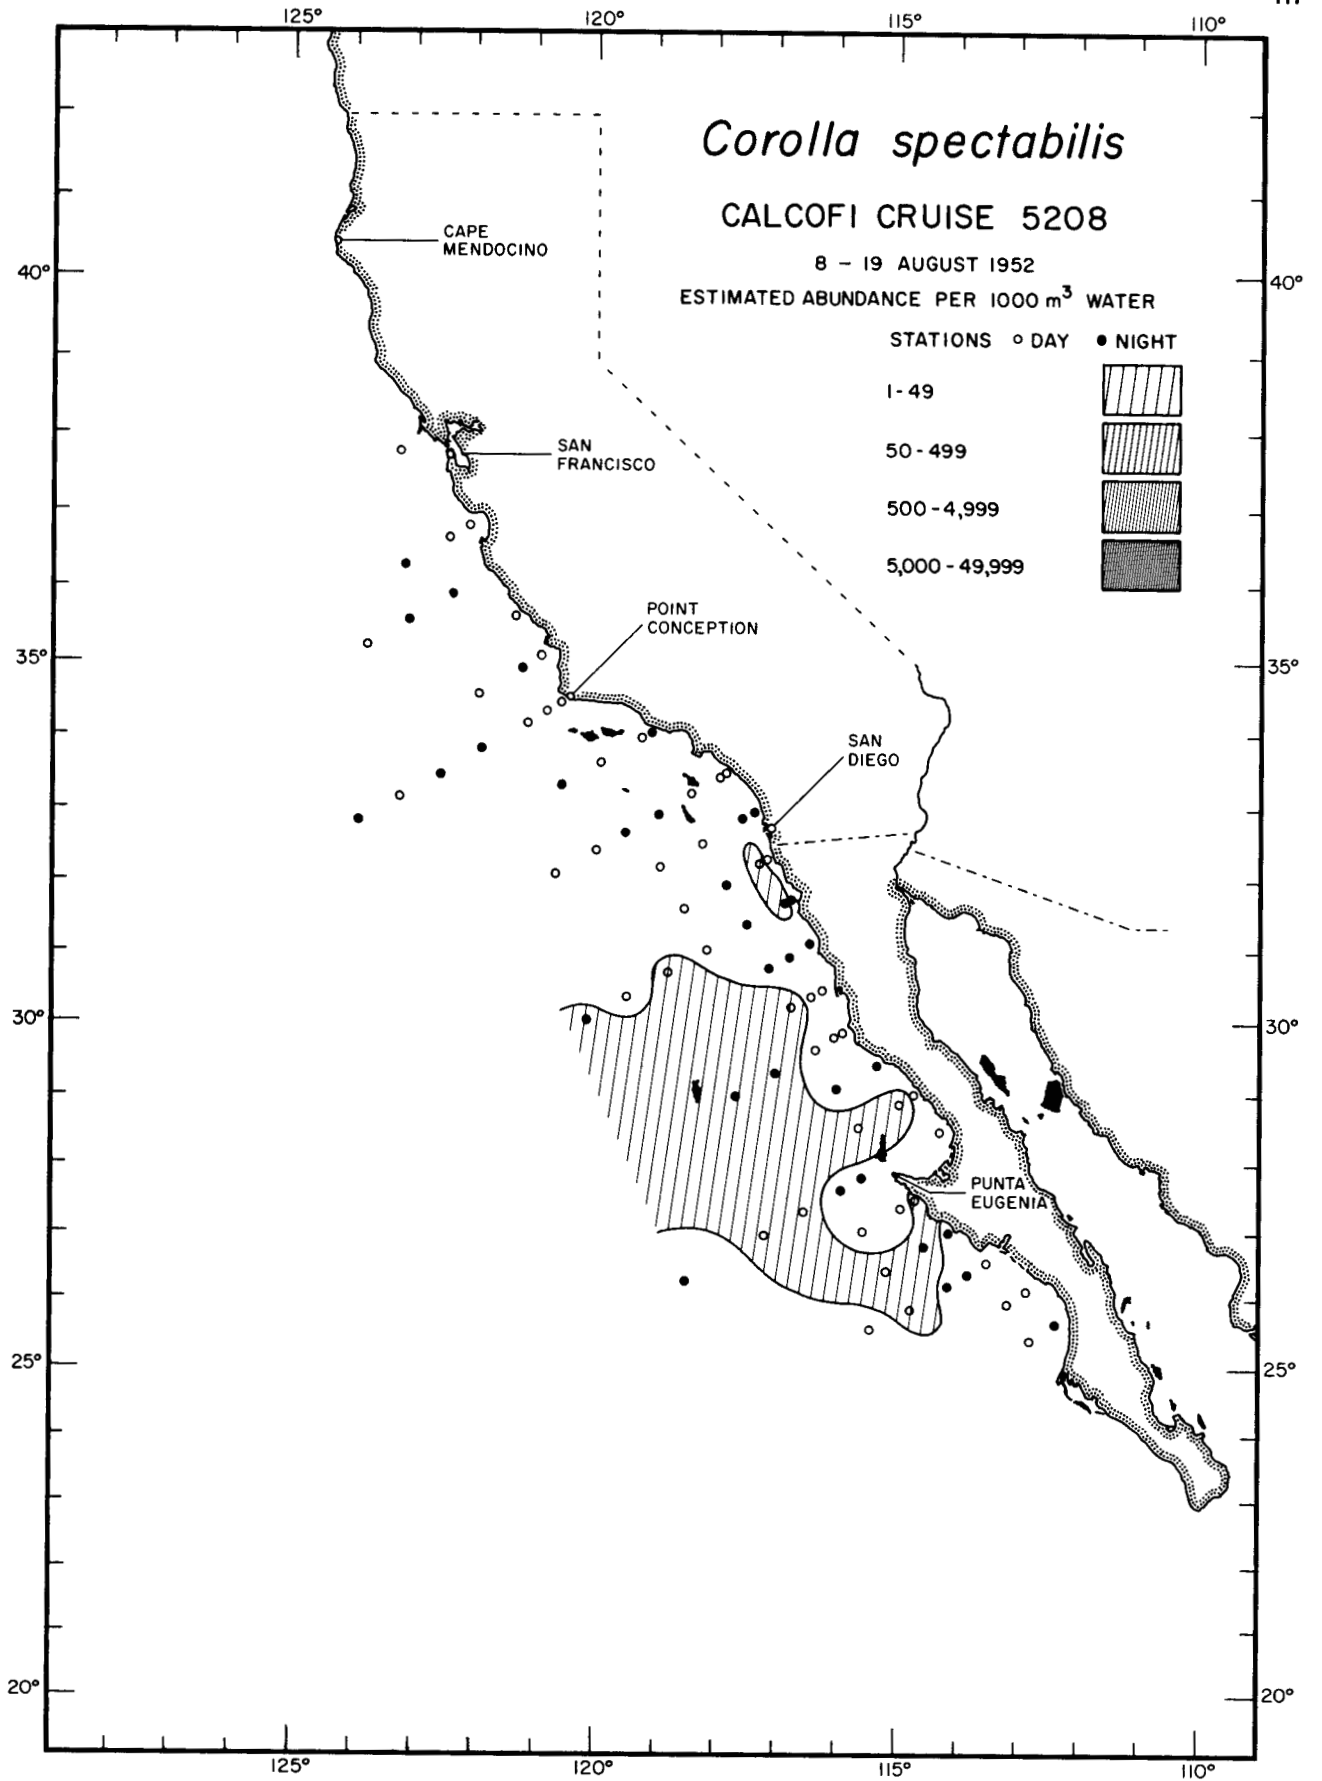 125°
120°
115°
110°
Corolla spectabilis
CALCOFI CRUISE 5208
8 – 19 AUGUST 1952
ESTIMATED ABUNDANCE PER 1000 m³ WATER
STATIONS ○ DAY ● NIGHT
1 - 49
50 - 499
500 - 4,999
5,000 - 49,999
CAPE
MENDOCINO
40°
40°
SAN
FRANCISCO
POINT
CONCEPTION
35°
35°
SAN
DIEGO
30°
30°
PUNTA
EUGENIA
25°
25°
20°
20°
125°
120°
115°
110°